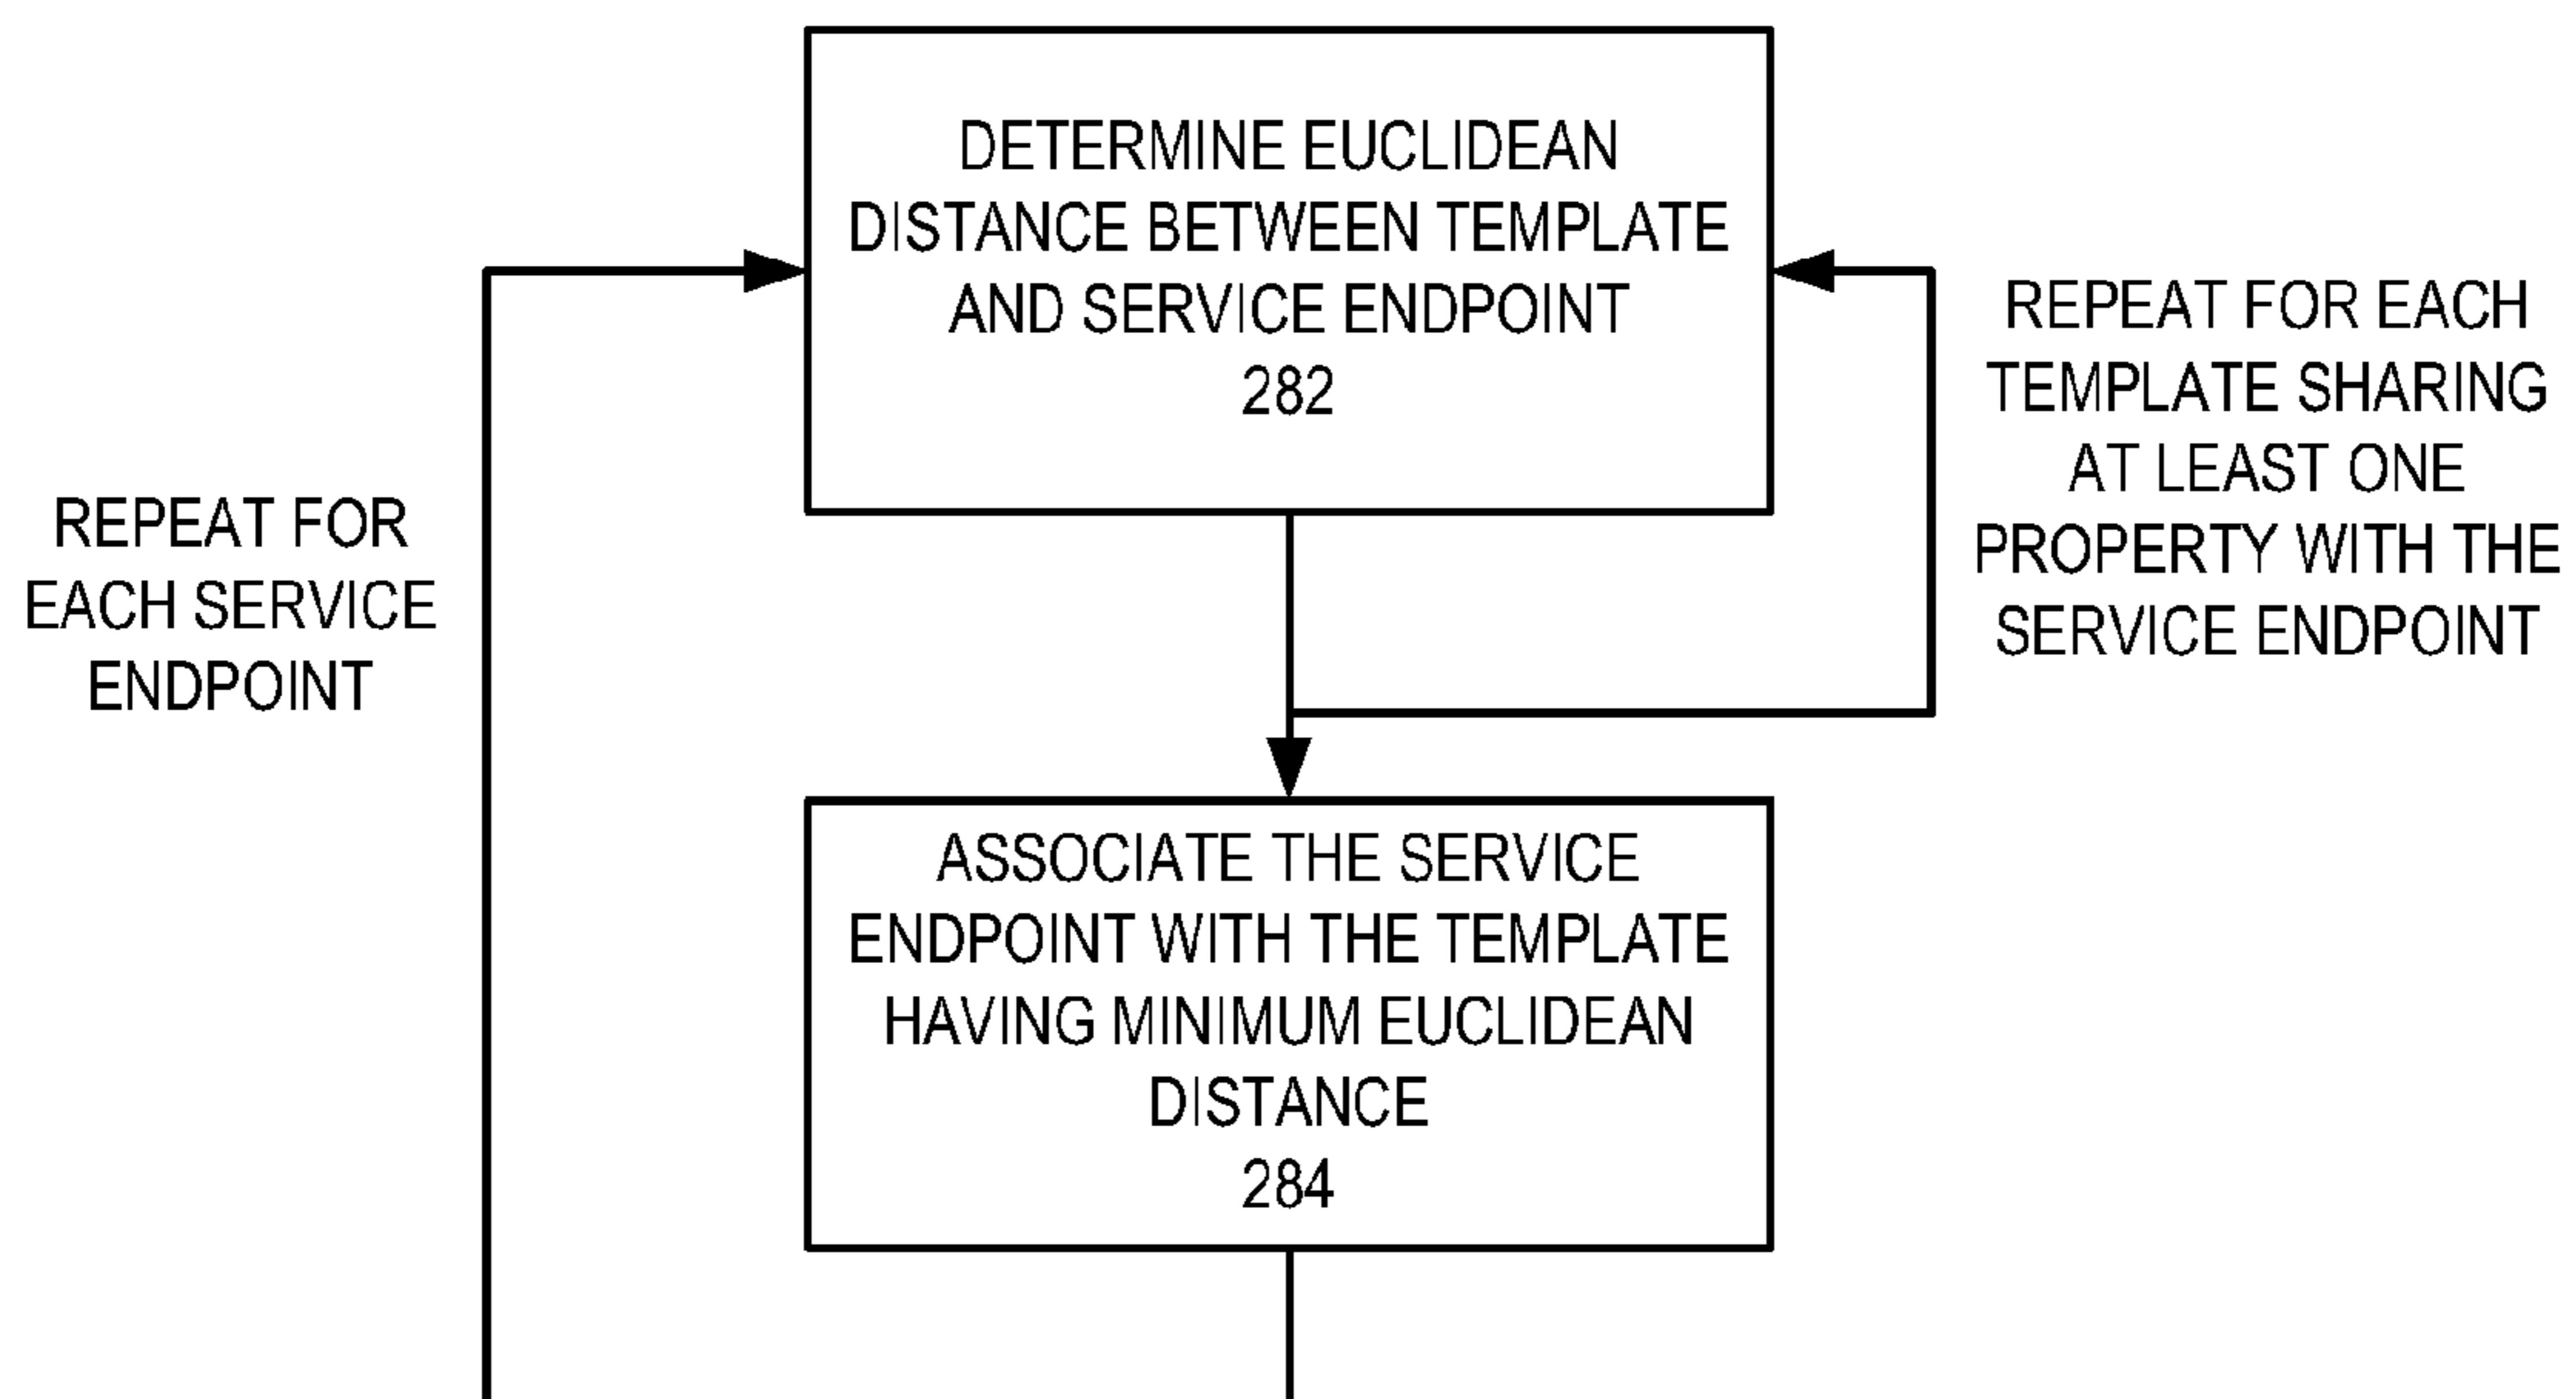 DETERMINE EUCLIDEAN
DISTANCE BETWEEN TEMPLATE
AND SERVICE ENDPOINT
282
REPEAT FOR EACH
TEMPLATE SHARING
AT LEAST ONE
PROPERTY WITH THE
SERVICE ENDPOINT
REPEAT FOR
EACH SERVICE
ENDPOINT
ASSOCIATE THE SERVICE
ENDPOINT WITH THE TEMPLATE
HAVING MINIMUM EUCLIDEAN
DISTANCE
284